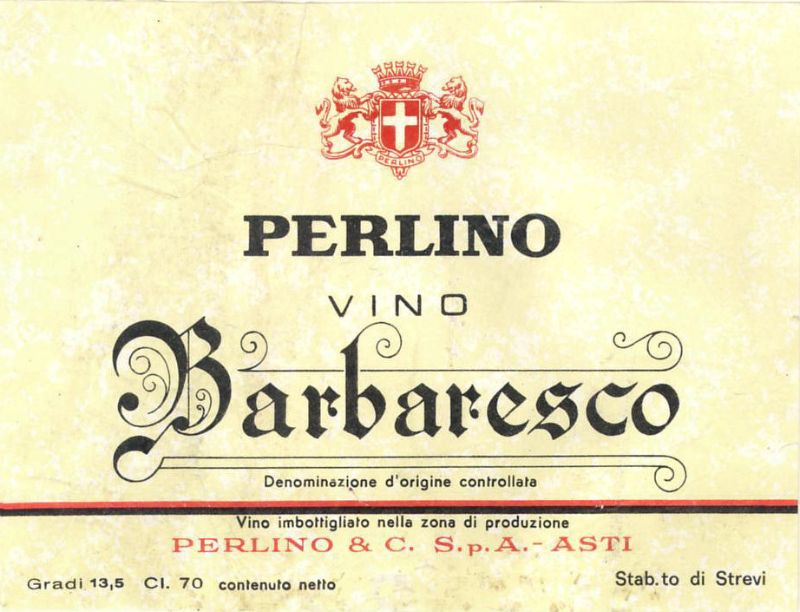 PERLINO
PERLINO
VINO
Barbaresco
Denominazione d'origine controllata
Vino imbottigliato nella zona di produzione
PERLINO & C. S.p.A.-ASTI
Gradi 13,5 Cl. 70 contenuto netto
Stab.to di Strevi